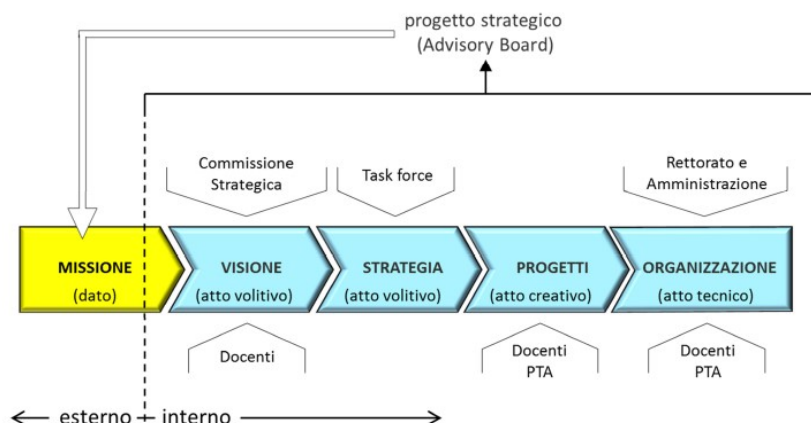 progetto strategico
(Advisory Board)
Commissione
Strategica
Task force
Rettorato e
Amministrazione
MISSIONE
(dato)
VISIONE
(atto volitivo)
STRATEGIA
(atto volitivo)
PROGETTI
(atto creativo)
ORGANIZZAZIONE
(atto tecnico)
Docenti
Docenti
PTA
Docenti
PTA
esterno
interno